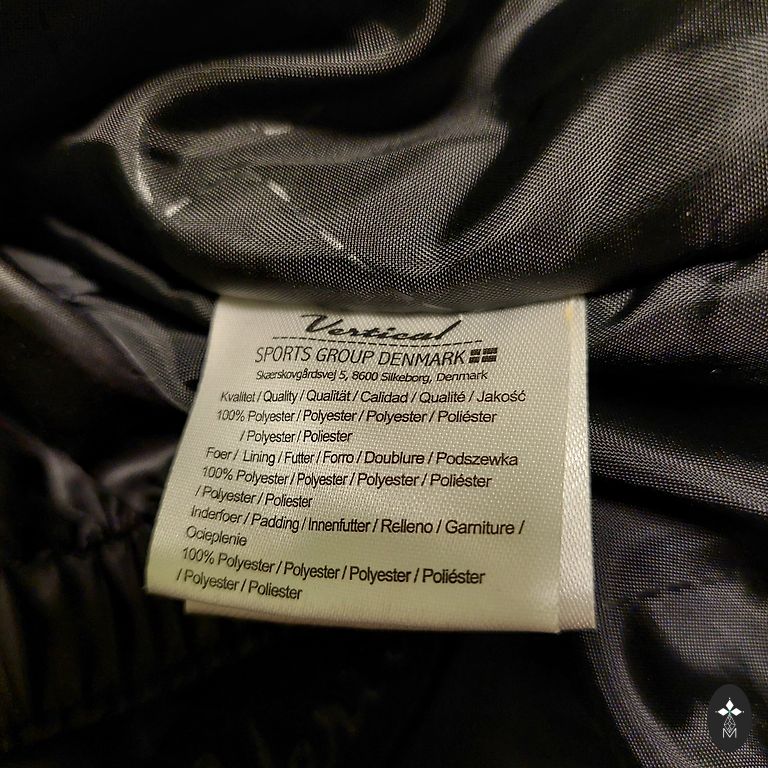 Vertical
SPORTS GROUP DENMARK
Skærskovgårdsvej 5, 8600 Silkeborg, Denmark
Kvalitet / Quality / Qualität / Calidad / Qualité / Jakość
100% Polyester / Polyester / Polyester / Poliéster
/ Polyester / Poliester
Foer / Lining / Futter / Forro / Doublure / Podszewka
100% Polyester / Polyester / Polyester / Poliéster
/ Polyester / Poliester
Inderfoer / Padding / Innenfutter / Relleno / Garniture /
Ocieplenie
100% Polyester / Polyester / Polyester / Poliéster
/ Polyester / Poliester